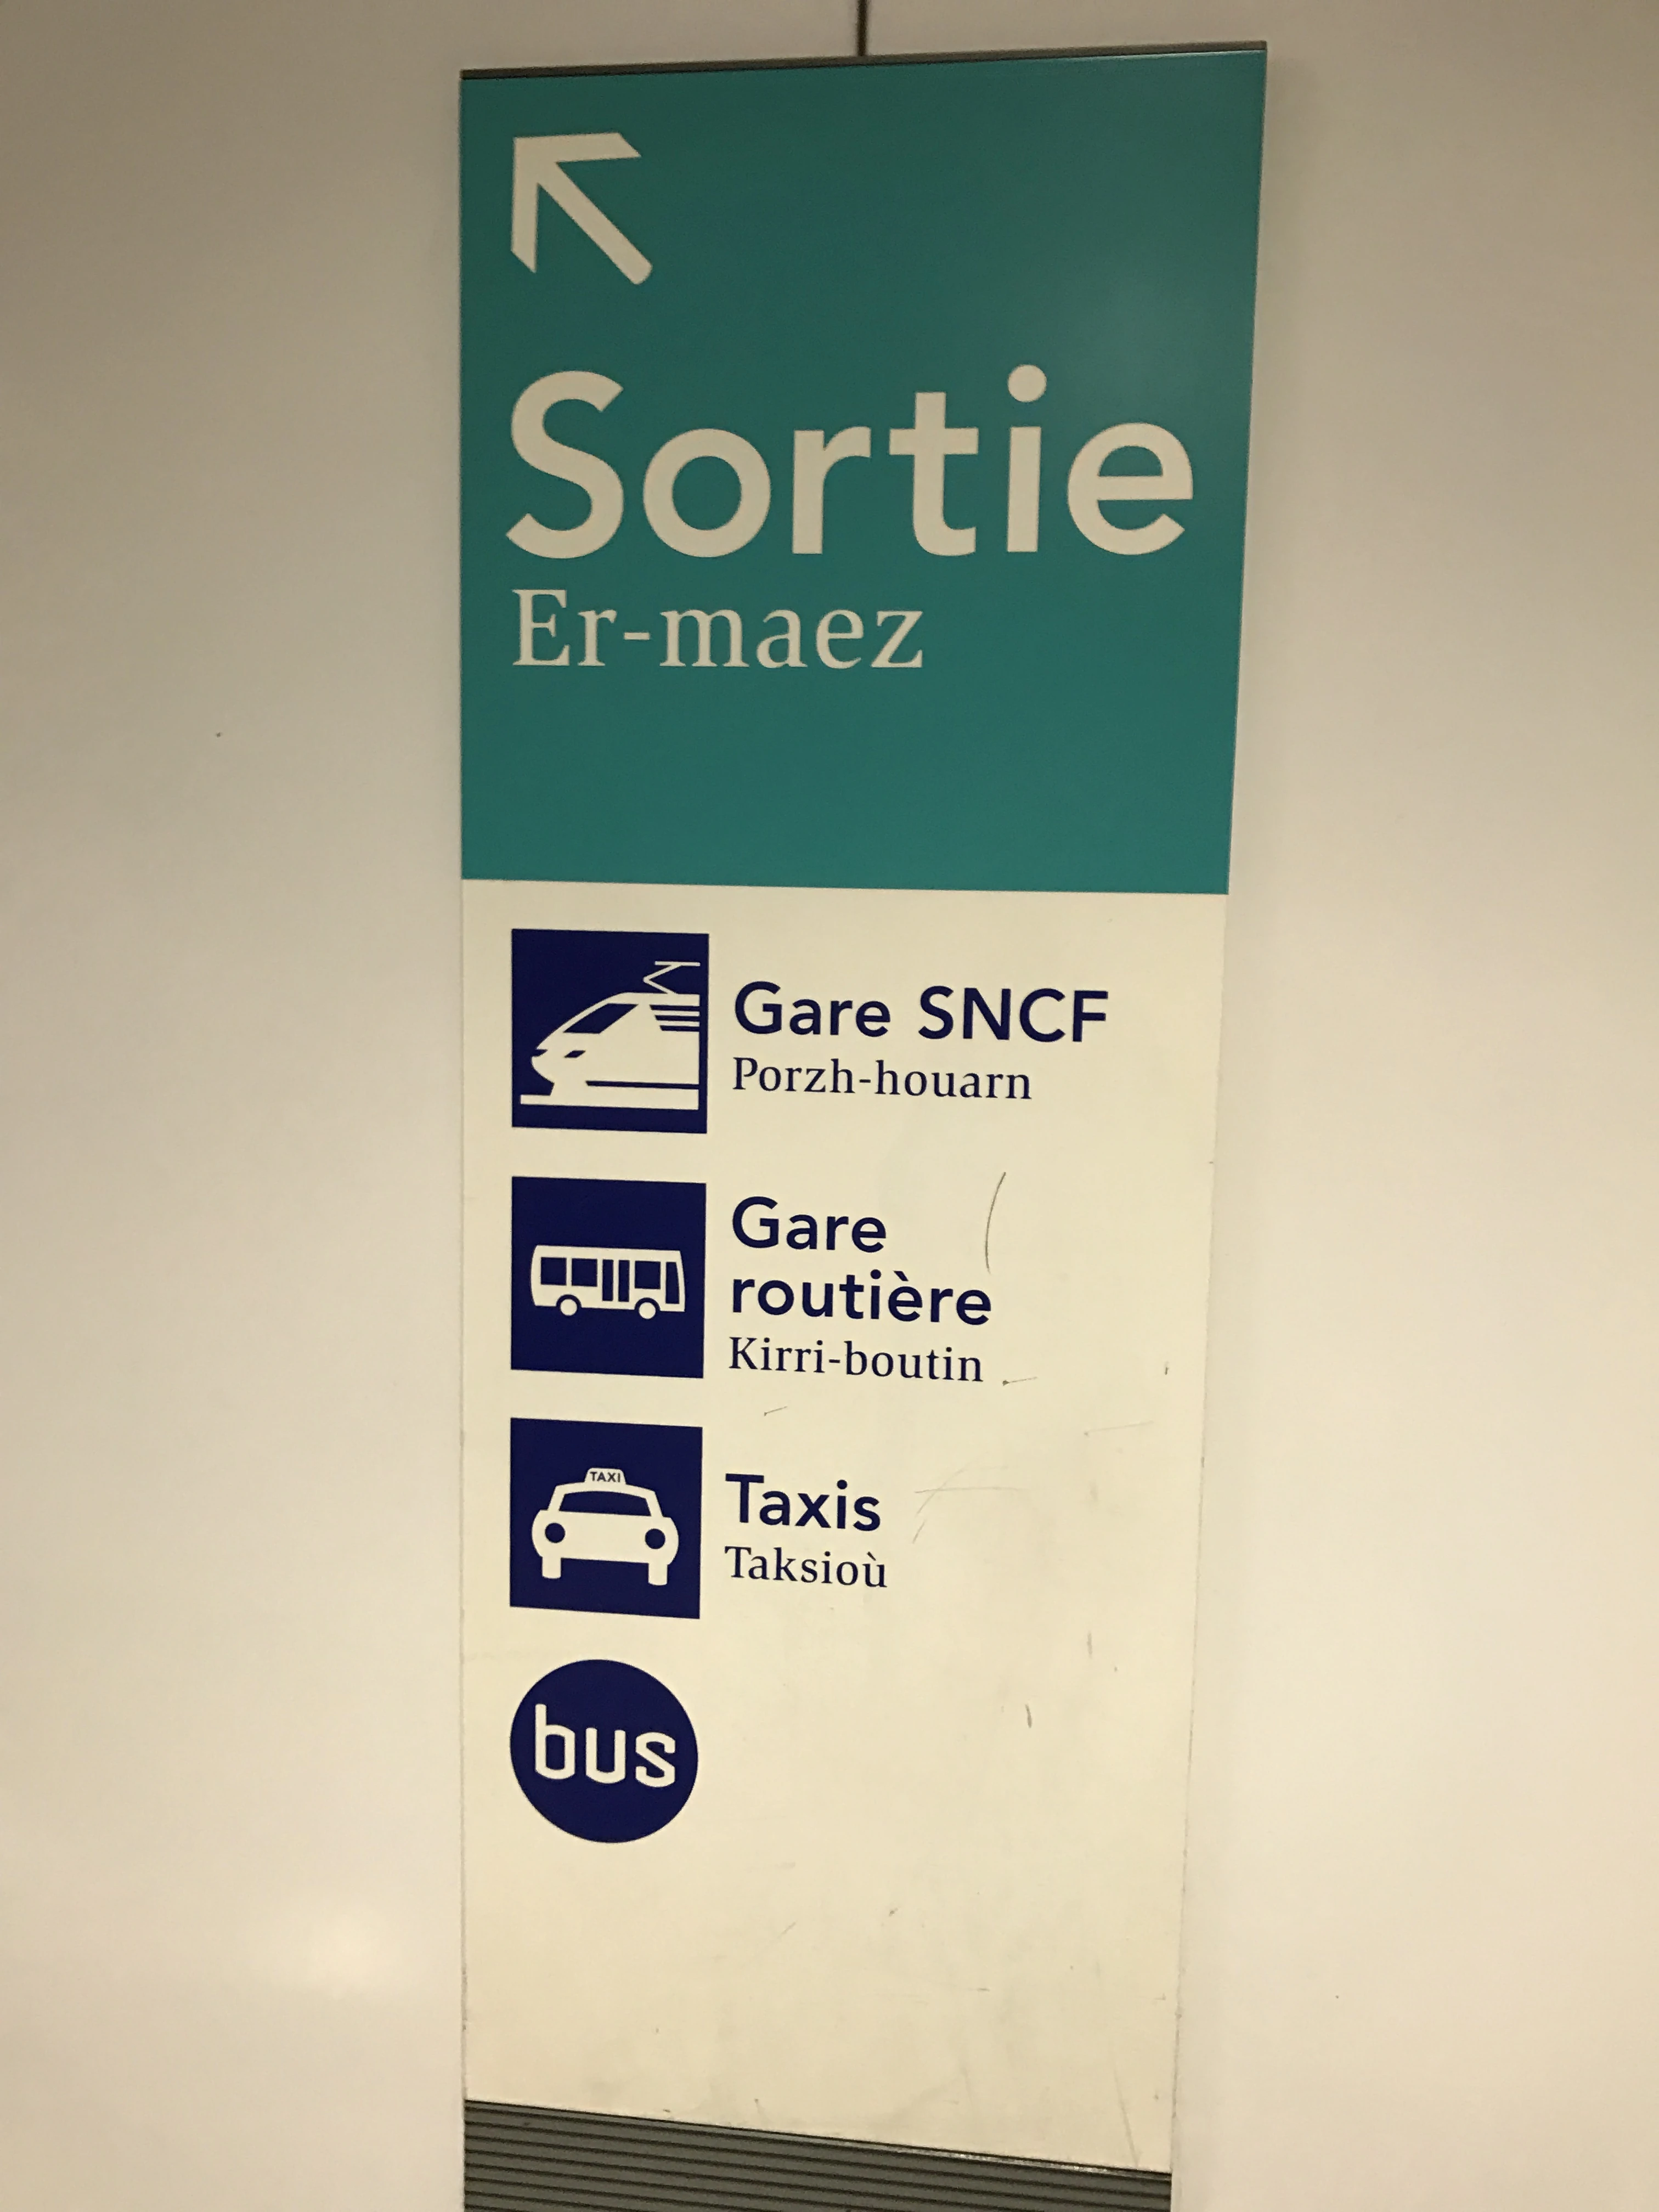 Sortie
Er-maez
Gare SNCF
Porzh-houarn
Gare
routière
Kirri-boutin
TAXI
Taxis
Taksioù
bus